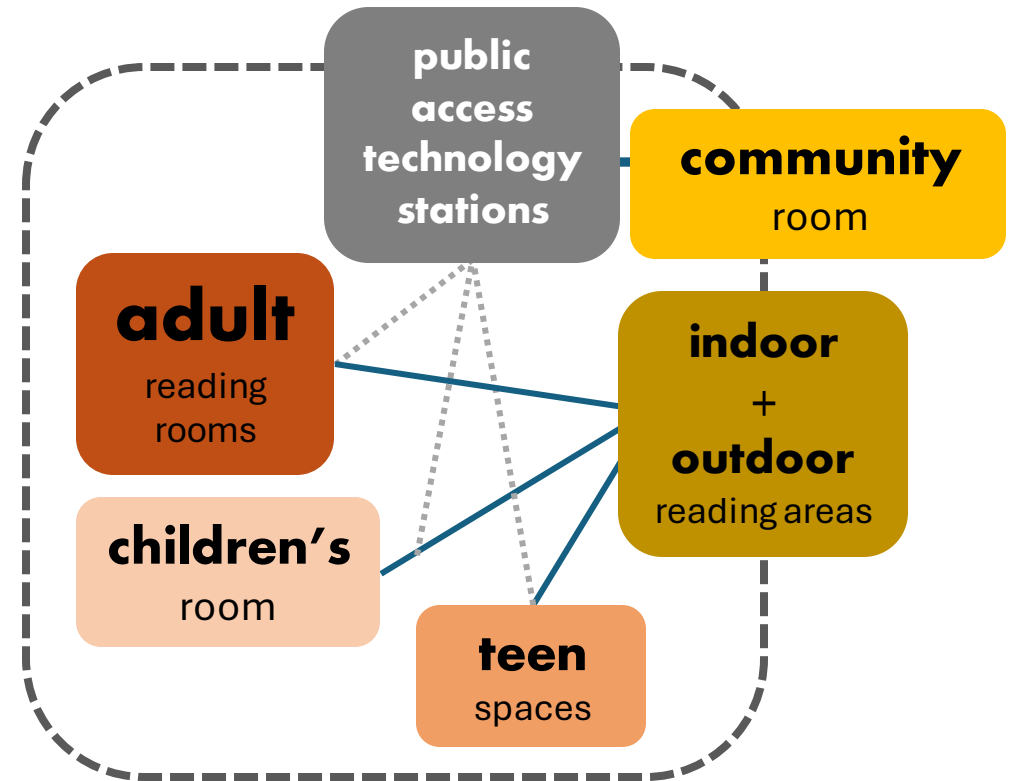 public
access
technology
stations
community
room
adult
reading
rooms
indoor
+
outdoor
reading areas
children's
room
teen
spaces